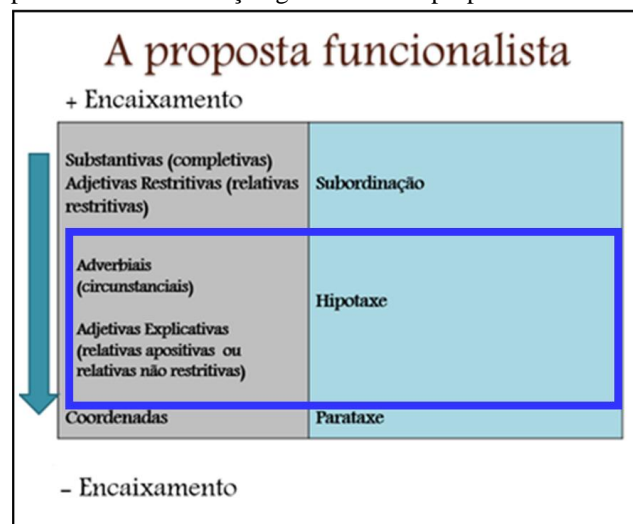 A proposta funcionalista
+ Encaixamento
Substantivas (completivas)
Adjetivas Restritivas (relativas
restritivas)
Subordinação
Adverbiais
(circunstanciais)
Adjetivas Explicativas
(relativas apositivas ou
relativas não restritivas)
Hipotaxe
Coordenadas
Parataxe
- Encaixamento